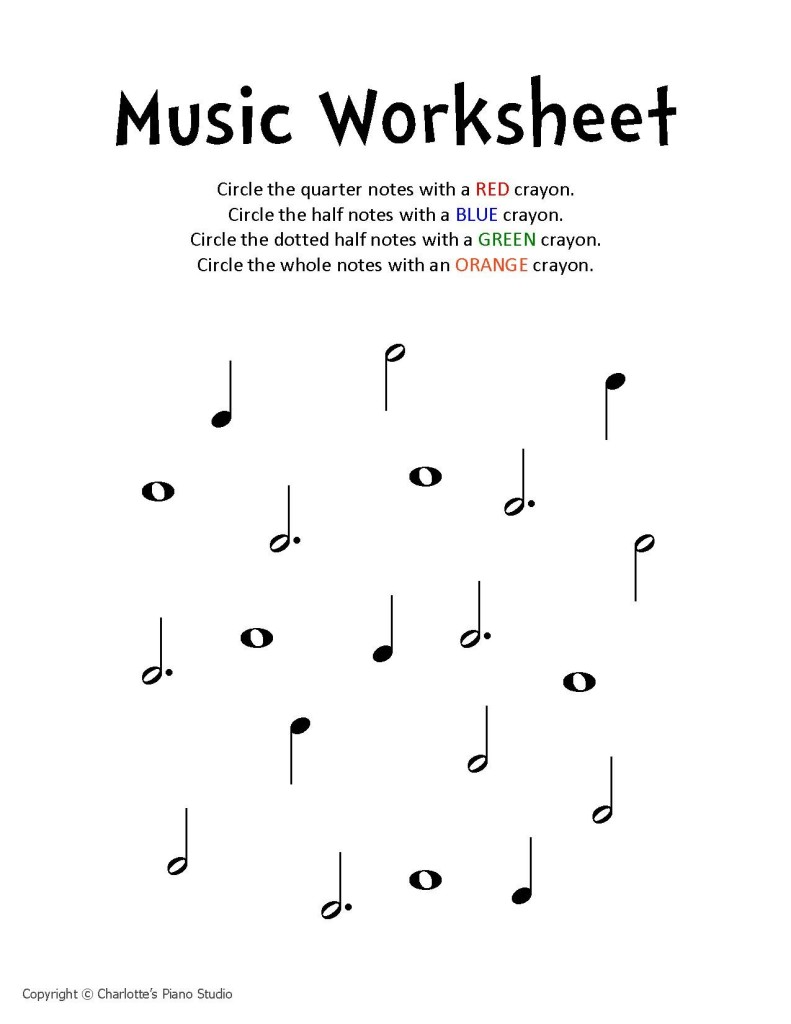 Music Worksheet
Circle the quarter notes with a RED crayon.
Circle the half notes with a BLUE crayon.
Circle the dotted half notes with a GREEN crayon.
Circle the whole notes with an ORANGE crayon.
Copyright © Charlotte's Piano Studio